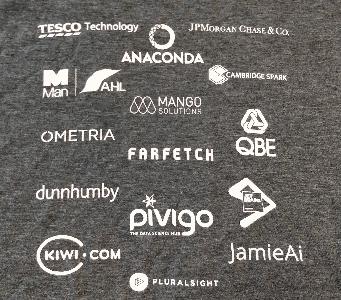 TESCO Technology
JPMORGAN CHASE & CO.
ANACONDA
Man AHL
CAMBRIDGE SPARK
MANGO
SOLUTIONS
OMETRIA
QBE
FARFETCH
dunnhumby
pivigo
THE DATA SCIENCE HUB
KIWI.COM
JamieAi
PLURALSIGHT